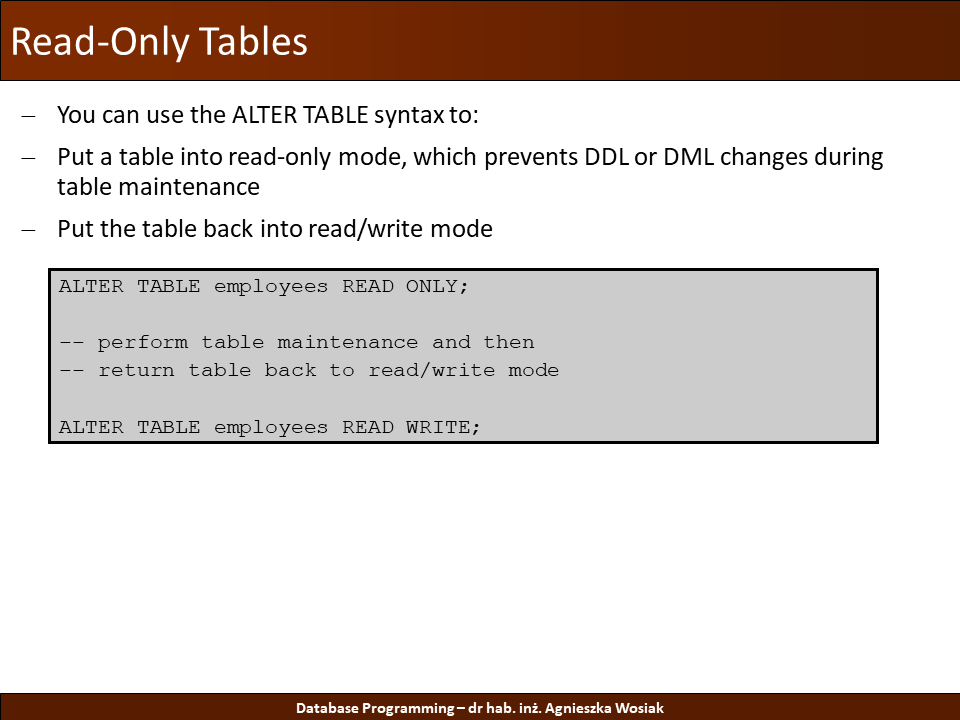 Read-Only Tables
– You can use the ALTER TABLE syntax to:
– Put a table into read-only mode, which prevents DDL or DML changes during
table maintenance
– Put the table back into read/write mode
ALTER TABLE employees READ ONLY;
-- perform table maintenance and then
-- return table back to read/write mode
ALTER TABLE employees READ WRITE;
Database Programming – dr hab. inż. Agnieszka Wosiak